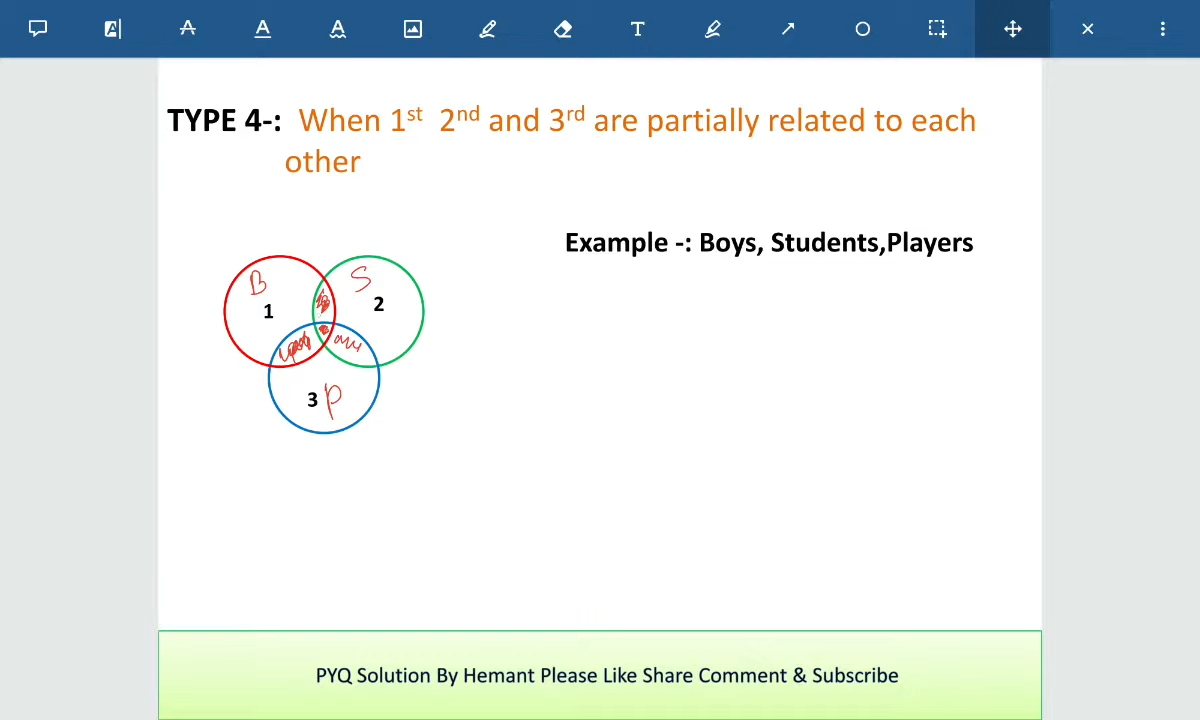 TYPE 4-: When 1st 2nd and 3rd are partially related to each
other
Example -: Boys, Students,Players
B
S
1
2
3 P
PYQ Solution By Hemant Please Like Share Comment & Subscribe